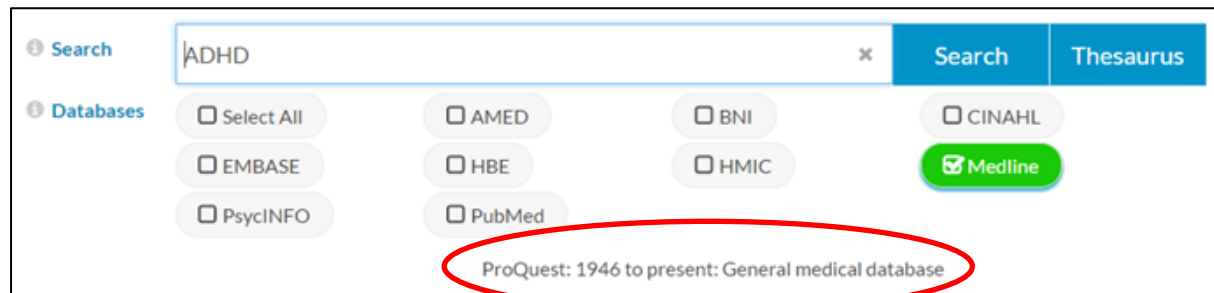 Search ADHD Search Thesaurus
Databases Select All AMED BNI CINAHL
EMBASE HBE HMIC Medline
PsycINFO PubMed
ProQuest: 1946 to present: General medical database